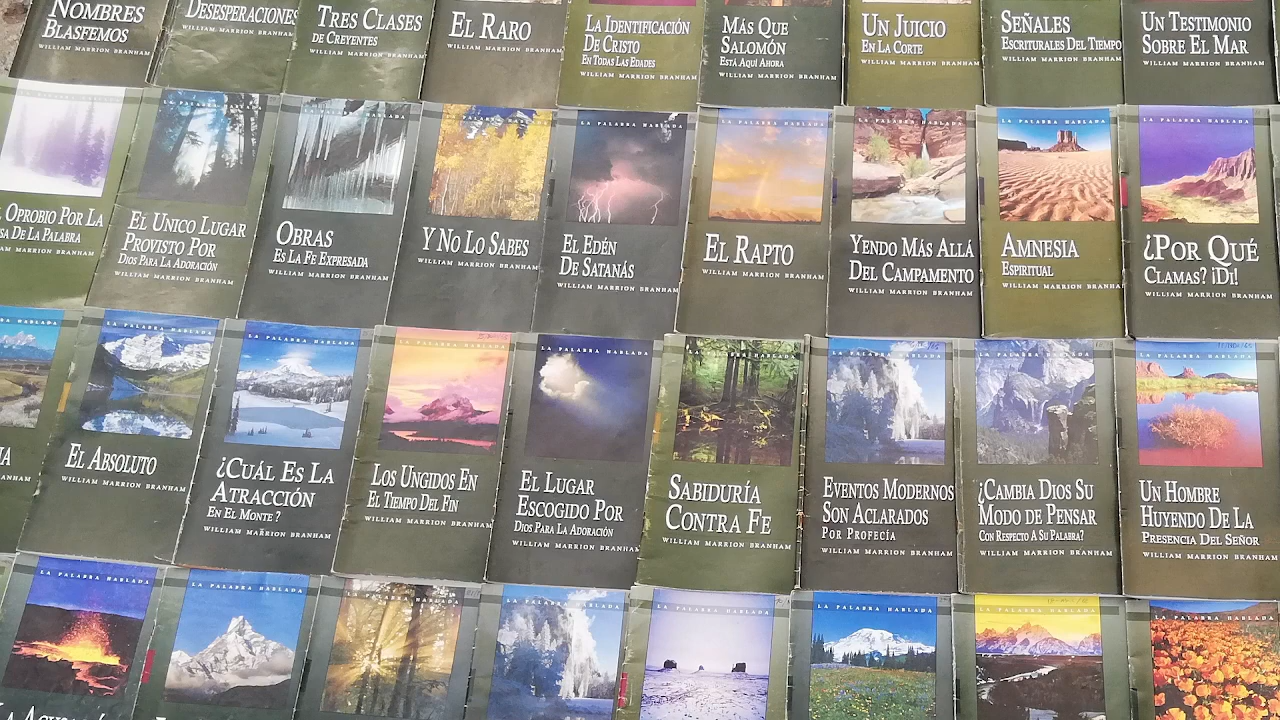 NOMBRES
BLASFEMOS
WILLIAM MARRION BRANHAM
DESESPERACIONES
WILLIAM MARRION BRANHAM
TRES CLASES
DE CREYENTES
WILLIAM MARRION BRANHAM
EL RARO
WILLIAM MARRION BRANHAM
LA IDENTIFICACIÓN
DE CRISTO
EN TODAS LAS EDADES
WILLIAM MARRION BRANHAM
MÁS QUE
SALOMÓN
ESTÁ AQUÍ AHORA
WILLIAM MARRION BRANHAM
UN JUICIO
EN LA CORTE
WILLIAM MARRION BRANHAM
SEÑALES
ESCRITURALES DEL TIEMPO
WILLIAM MARRION BRANHAM
UN TESTIMONIO
SOBRE EL MAR
WILLIAM MARRION BRANHAM
OPROBIO POR LA
DE LA PALABRA
WILLIAM MARRION BRANHAM
LA PALABRA HABLADA
EL UNICO LUGAR
PROVISTO POR
DIOS PARA LA ADORACIÓN
WILLIAM MARRION BRANHAM
LA PALABRA HABLADA
OBRAS
ES LA FE EXPRESADA
WILLIAM MARRION BRANHAM
LA PALABRA HABLADA
Y NO LO SABES
WILLIAM MARRION BRANHAM
LA PALABRA HABLADA
EL EDÉN
DE SATANÁS
WILLIAM MARRION BRANHAM
LA PALABRA HABLADA
EL RAPTO
WILLIAM MARRION BRANHAM
LA PALABRA HABLADA
YENDO MÁS ALLÁ
DEL CAMPAMENTO
WILLIAM MARRION BRANHAM
LA PALABRA HABLADA
AMNESIA
ESPIRITUAL
WILLIAM MARRION BRANHAM
LA PALABRA HABLADA
¿POR QUÉ
CLAMAS? ¡DI!
WILLIAM MARRION BRANHAM
LA PALABRA HABLADA
EL ABSOLUTO
WILLIAM MARRION BRANHAM
LA PALABRA HABLADA
¿CUÁL ES LA
ATRACCIÓN
EN EL MONTE?
WILLIAM MARRION BRANHAM
LA PALABRA HABLADA
LOS UNGIDOS EN
EL TIEMPO DEL FIN
WILLIAM MARRION BRANHAM
LA PALABRA HABLADA
EL LUGAR
ESCOGIDO POR
DIOS PARA LA ADORACIÓN
WILLIAM MARRION BRANHAM
LA PALABRA HABLADA
SABIDURÍA
CONTRA FE
WILLIAM MARRION BRANHAM
LA PALABRA HABLADA
EVENTOS MODERNOS
SON ACLARADOS
POR PROFECÍA
WILLIAM MARRION BRANHAM
LA PALABRA HABLADA
¿CAMBIA DIOS SU
MODO DE PENSAR
CON RESPECTO A SU PALABRA?
WILLIAM MARRION BRANHAM
LA PALABRA HABLADA
UN HOMBRE
HUYENDO DE LA
PRESENCIA DEL SEÑOR
WILLIAM MARRION BRANHAM
LA PALABRA HABLADA
LA PALABRA HABLADA
LA PALABRA HABLADA
LA PALABRA HABLADA
LA PALABRA HABLADA
LA PALABRA HABLADA
LA PALABRA HABLADA
LA PALABRA HABLADA